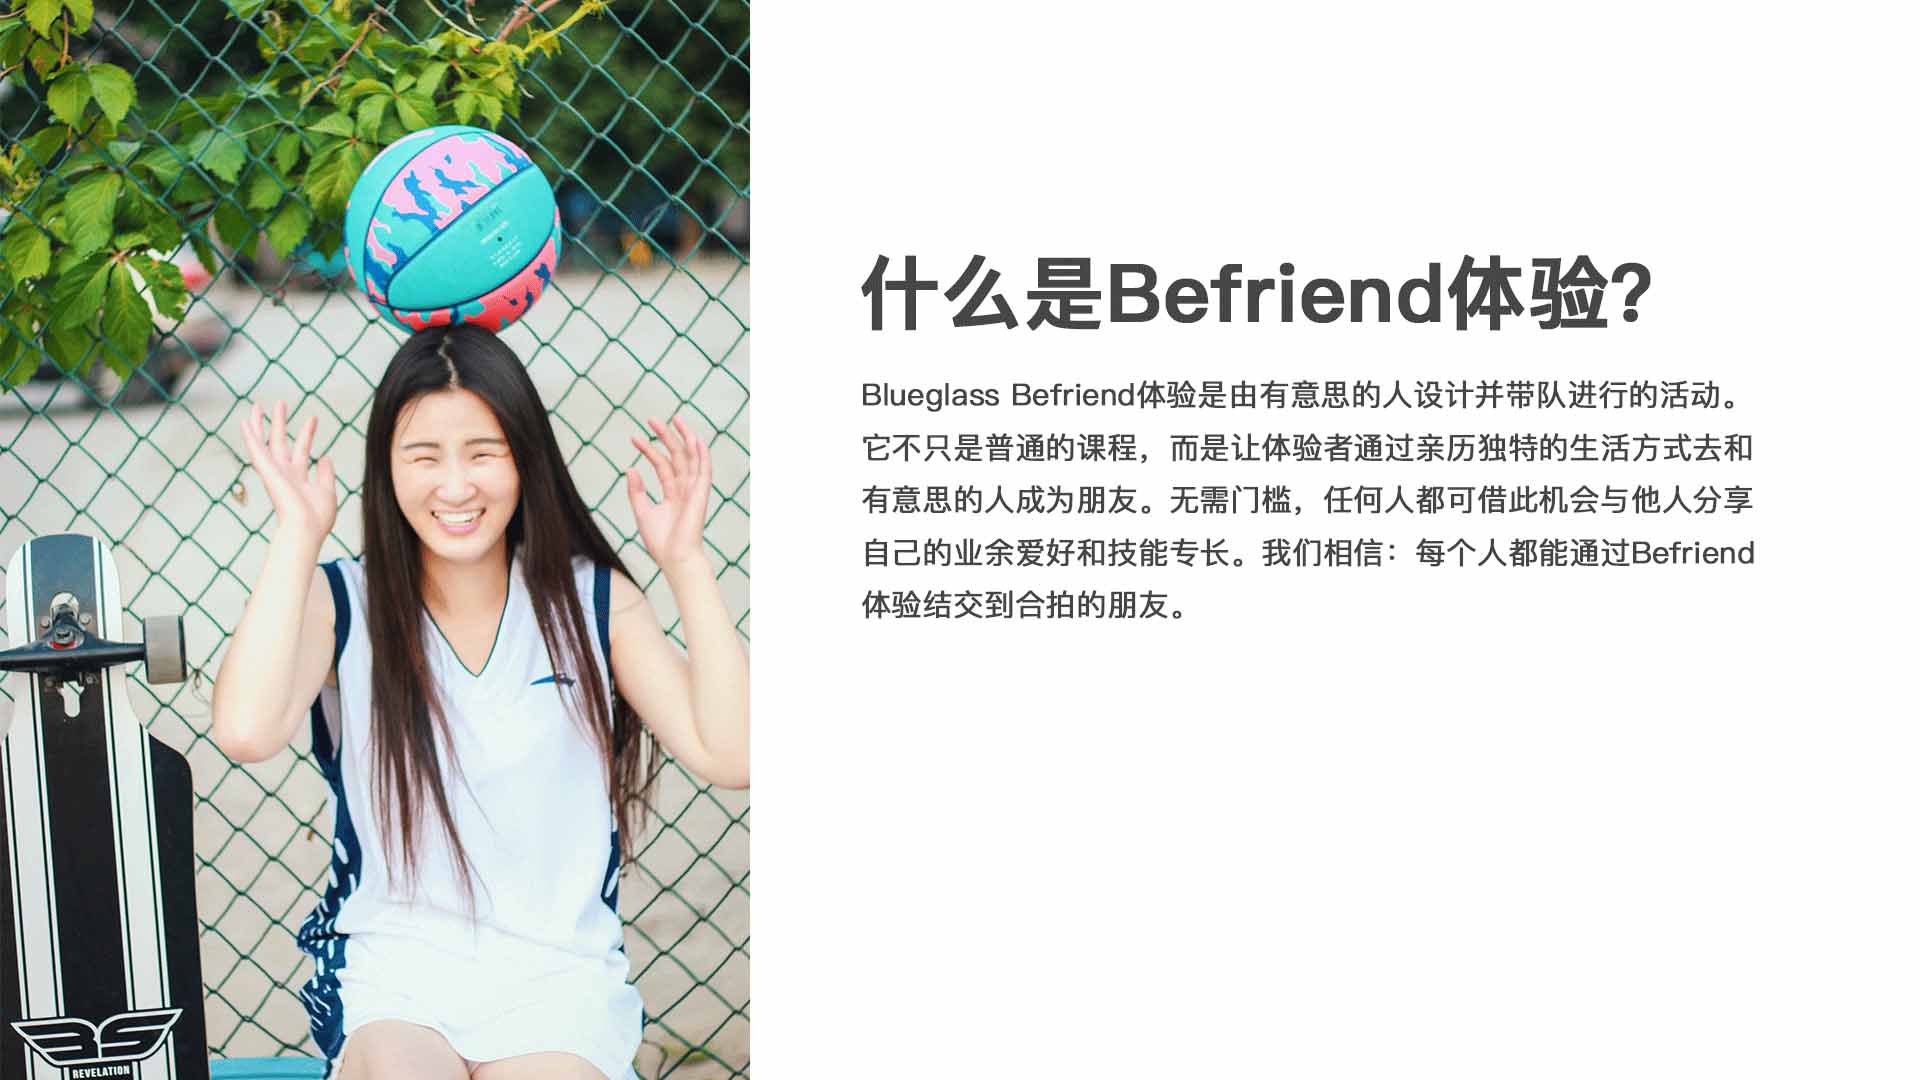 什么是Befriend体验?
Blueglass Befriend体验是由有意思的人设计并带队进行的活动。
它不只是普通的课程，而是让体验者通过亲历独特的生活方式去和
有意思的人成为朋友。无需门槛，任何人都可借此机会与他人分享
自己的业余爱好和技能专长。我们相信：每个人都能通过Befriend
体验结交到合拍的朋友。
REVELATION